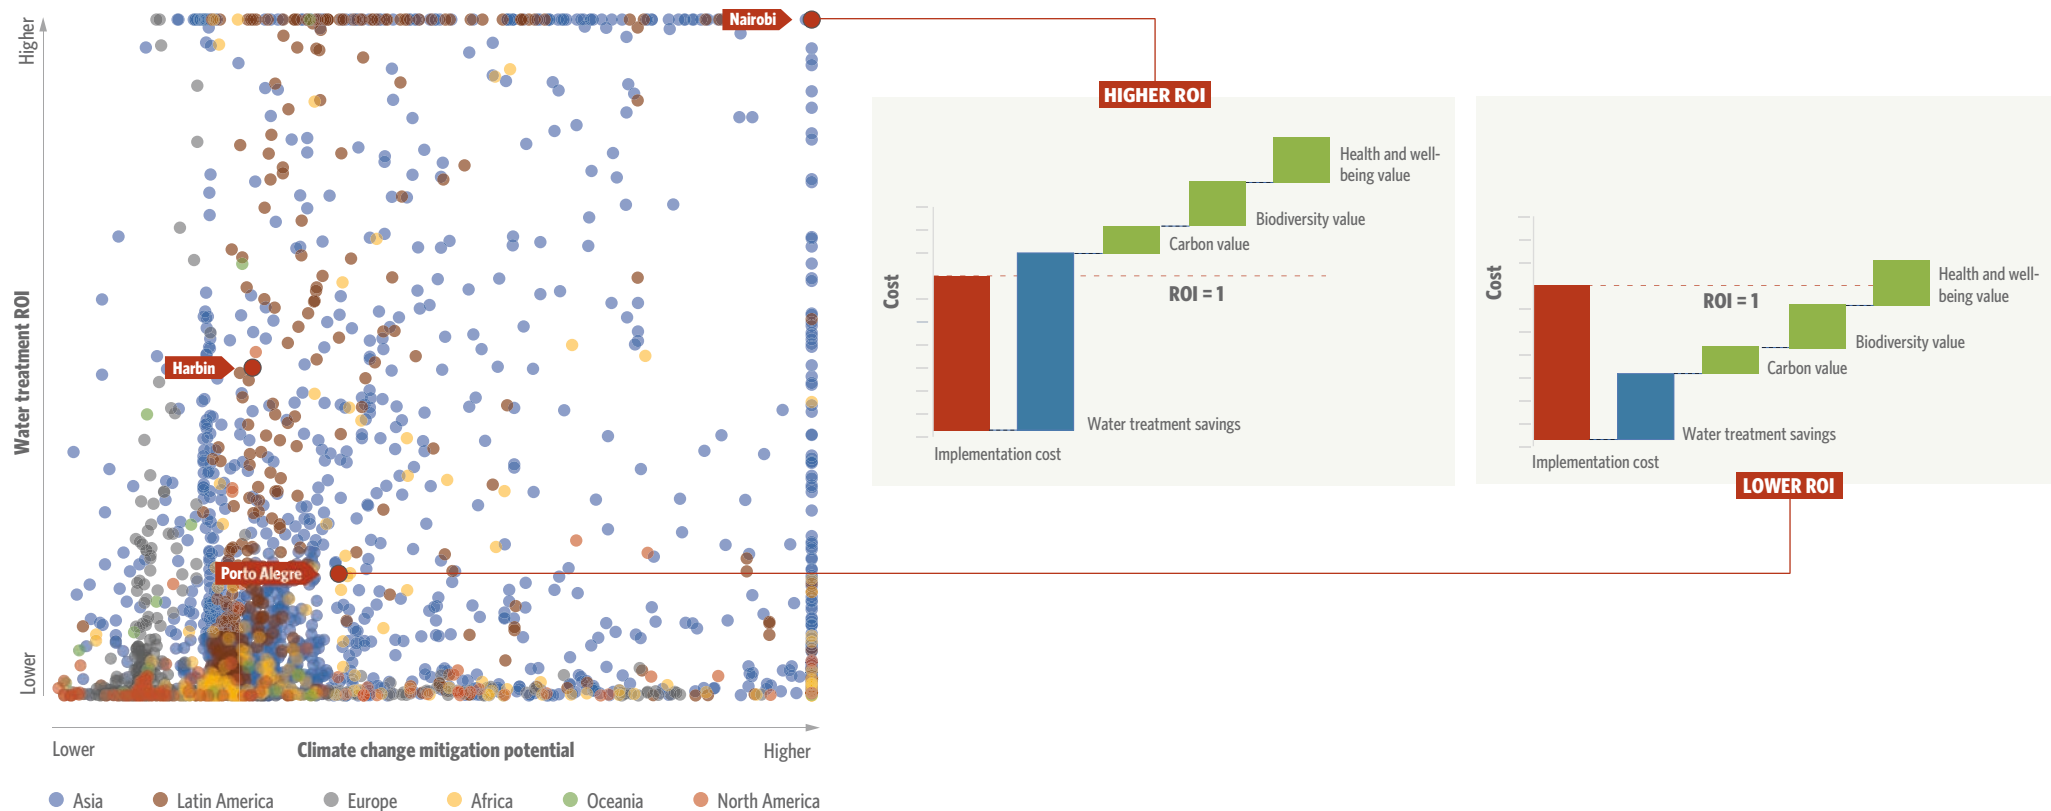 Higher
Water treatment ROI
Lower
Nairobi
Harbin
Porto Alegre
Lower
Climate change mitigation potential
Higher
Asia
Latin America
Europe
Africa
Oceania
North America
HIGHER ROI
Cost
Health and well-
being value
Biodiversity value
Carbon value
ROI = 1
Water treatment savings
Implementation cost
Cost
Health and well-
being value
ROI = 1
Biodiversity value
Carbon value
Water treatment savings
Implementation cost
LOWER ROI